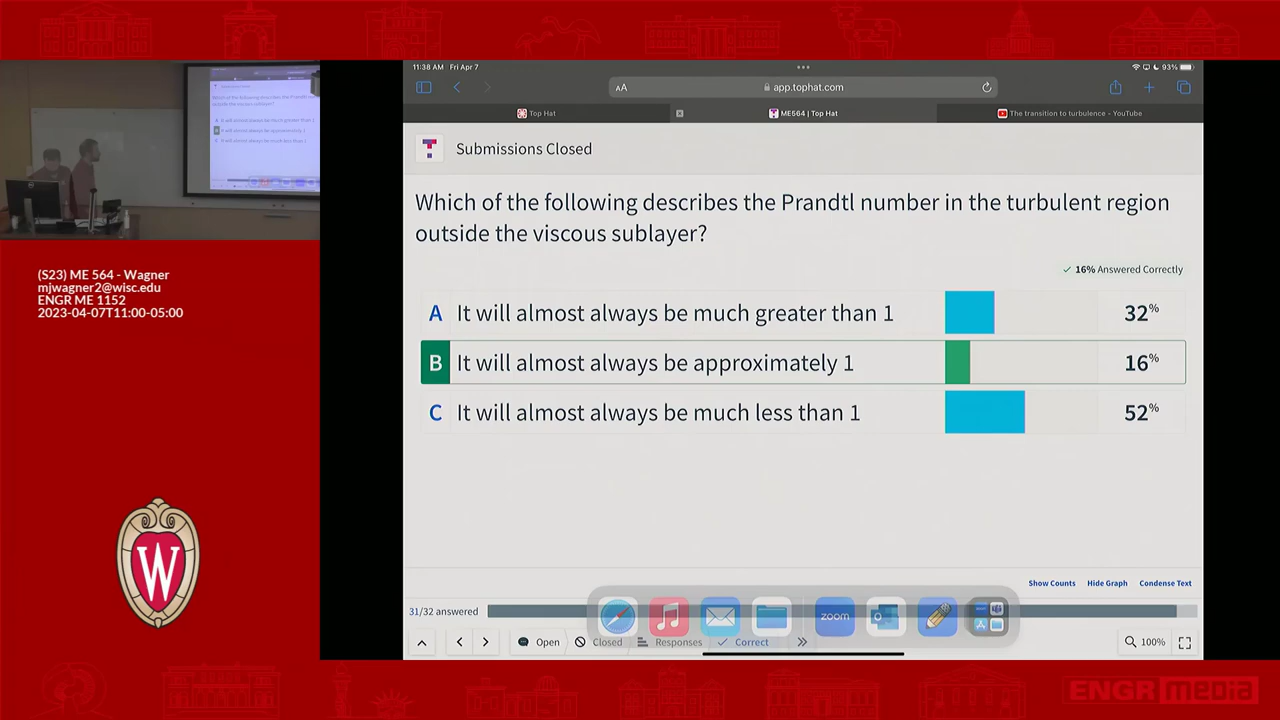 11:38 AM Fri Apr 7
93%
AA
app.tophat.com
Top Hat
ME564 | Top Hat
The transition to turbulence – YouTube
Submissions Closed
Which of the following describes the Prandtl number in the turbulent region
outside the viscous sublayer?
16% Answered Correctly
A It will almost always be much greater than 1 32%
B It will almost always be approximately 1 16%
C It will almost always be much less than 1 52%
Show Counts Hide Graph Condense Text
31/32 answered
zoom
Open Closed Responses Correct 100%
(S23) ME 564 - Wagner
mjwagner2@wisc.edu
ENGR ME 1152
2023-04-07T11:00-05:00
W
ENGR media